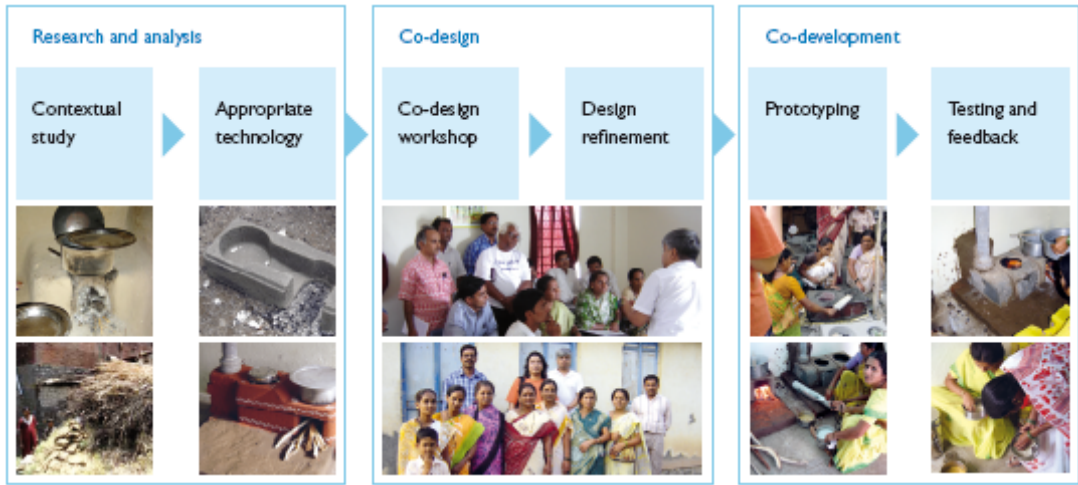 Research and analysis
Contextual
study
Appropriate
technology
Co-design
Co-design
workshop
Design
refinement
Co-development
Prototyping
Testing and
feedback